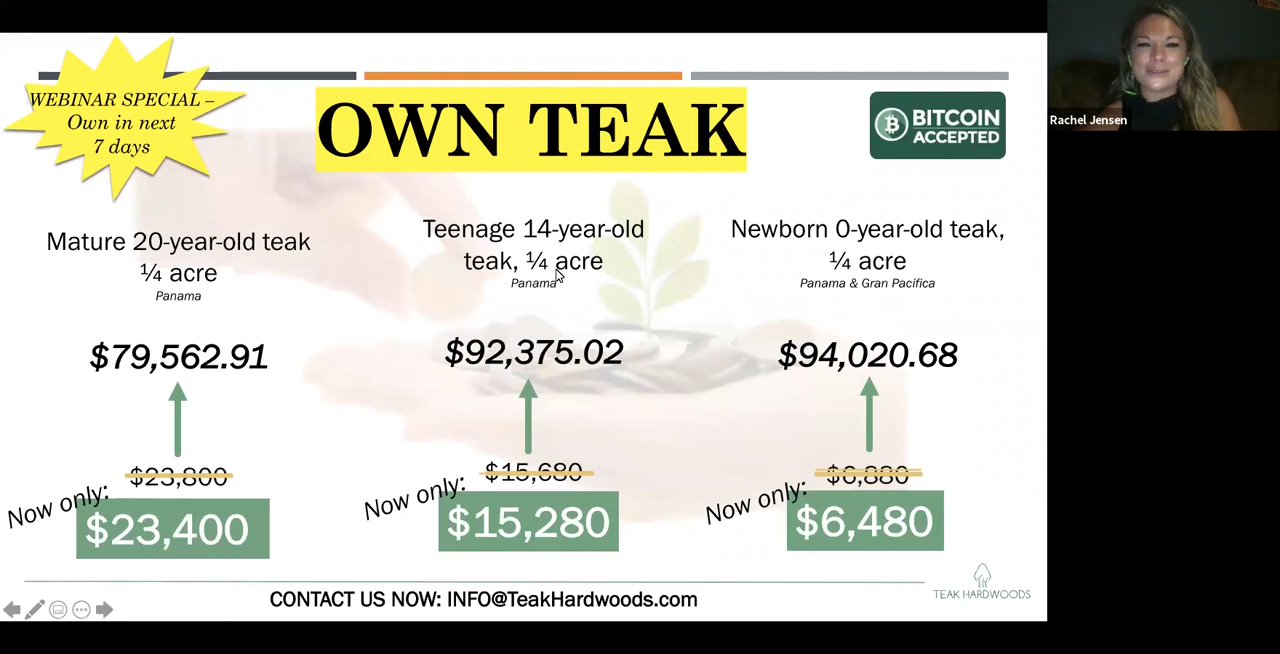 WEBINAR SPECIAL –
Own in next
7 days
OWN TEAK
BITCOIN
ACCEPTED
Rachel Jensen
Mature 20-year-old teak
¼ acre
Panama
$79,562.91
$23,800
Now only:
$23,400
Teenage 14-year-old
teak, ¼ acre
Panama
$92,375.02
$15,680
Now only:
$15,280
Newborn 0-year-old teak,
¼ acre
Panama & Gran Pacifica
$94,020.68
$6,880
Now only:
$6,480
CONTACT US NOW: INFO@TeakHardwoods.com
TEAK HARDWOODS